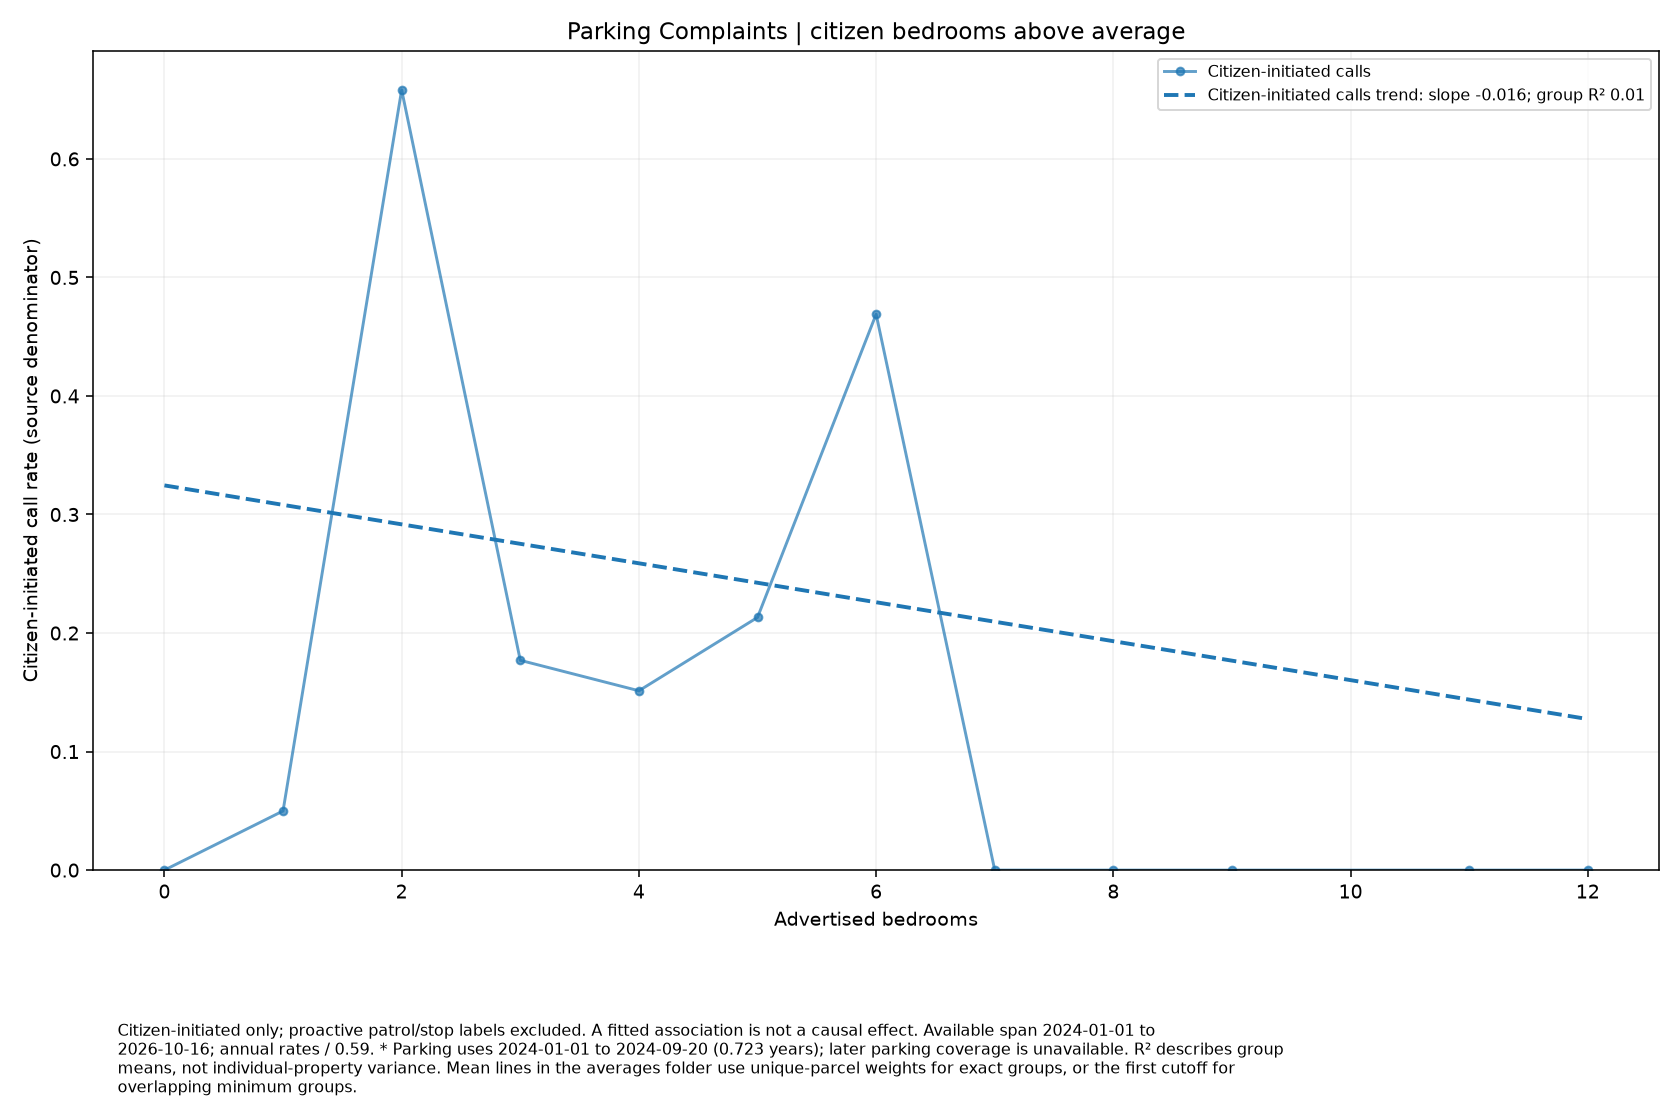 Parking Complaints | citizen bedrooms above average
Citizen-initiated calls
Citizen-initiated calls trend: slope -0.016; group R² 0.01
Citizen-initiated call rate (source denominator)
0.6
0.5
0.4
0.3
0.2
0.1
0.0
0 2 4 6 8 10 12
Advertised bedrooms
Citizen-initiated only; proactive patrol/stop labels excluded. A fitted association is not a causal effect. Available span 2024-01-01 to
2026-10-16; annual rates / 0.59. * Parking uses 2024-01-01 to 2024-09-20 (0.723 years); later parking coverage is unavailable. R² describes group
means, not individual-property variance. Mean lines in the averages folder use unique-parcel weights for exact groups, or the first cutoff for
overlapping minimum groups.